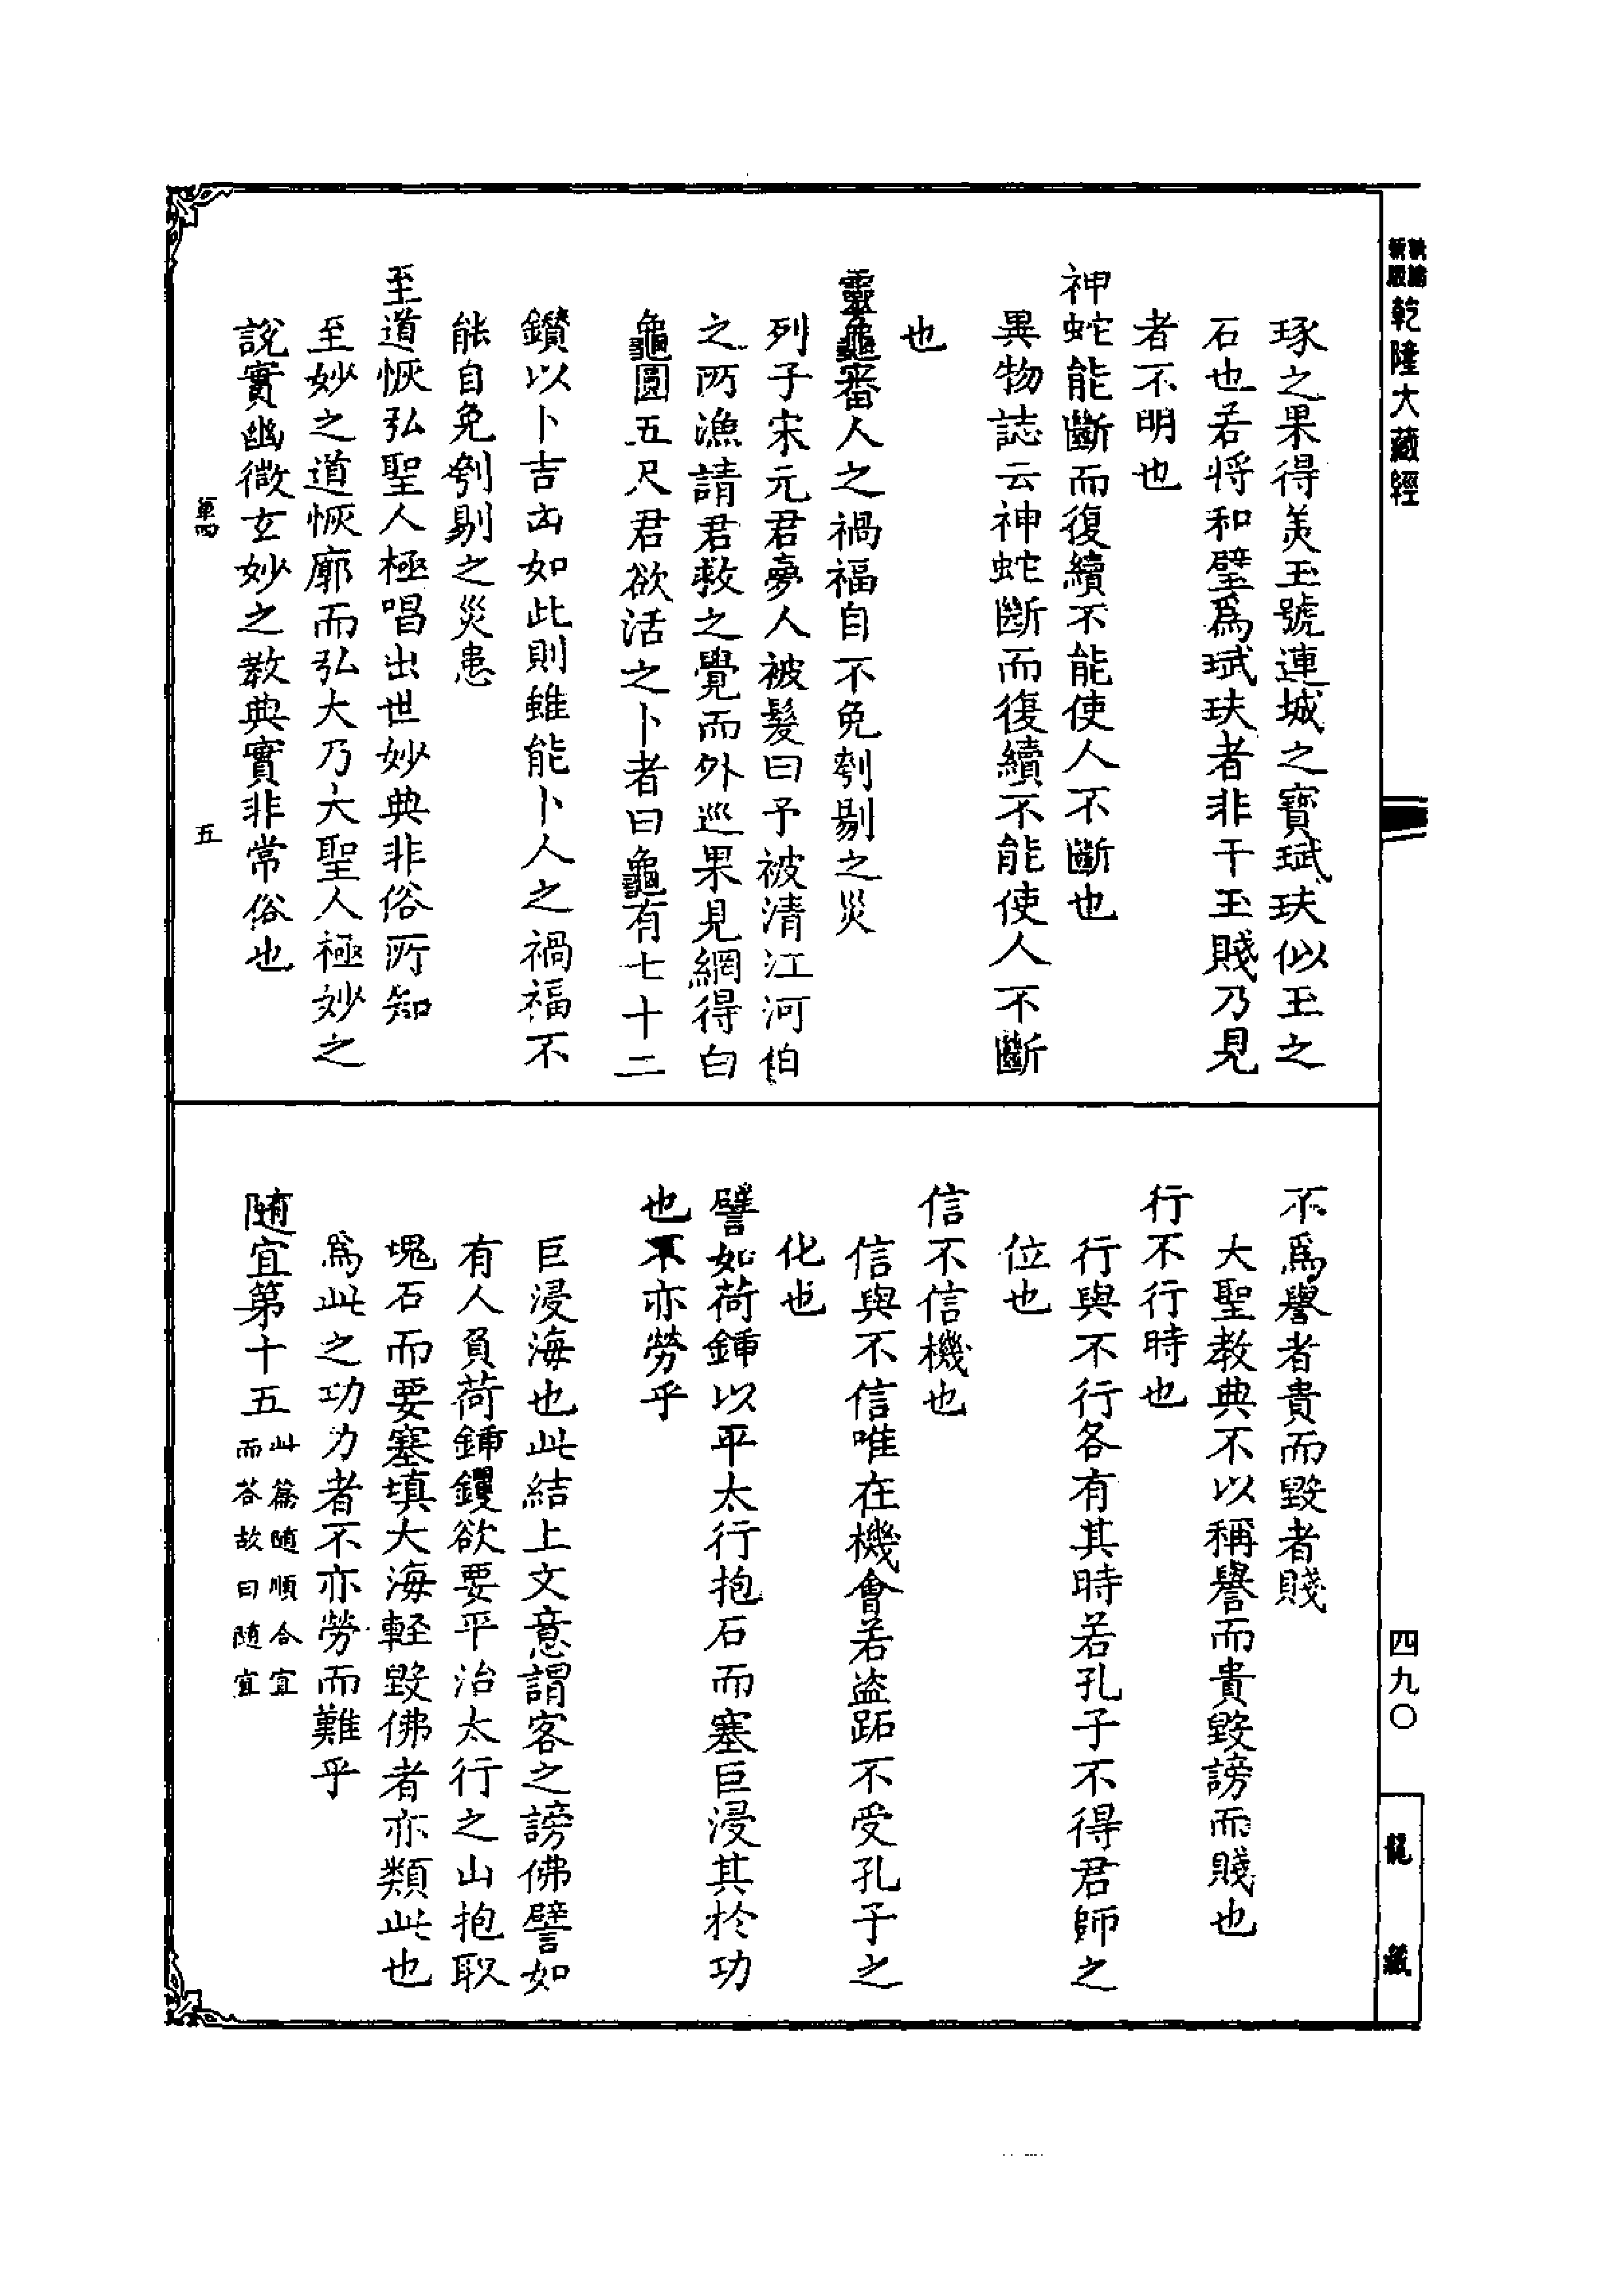 乾隆大藏經
琢之果得美玉號連城之寶珷玞似玉之
石也若將和璧爲珷玞者非干玉賤乃見
者不明也
神蛇能斷而復續不能使人不斷也
異物誌云神蛇斷而復續不能使人不斷
也
靈龜審人之禍福自不免刳剔之災
列子宋元君夢人被髮曰予被清江河伯
之所漁請君救之覺而外巡果見網得白
龜圓五尺君欲活之卜者曰龜有七十二
鑽以卜吉凶如此則雖能卜人之禍福不
能自免刳剔之災患
至道恢弘聖人極唱出世妙典非俗所知
至妙之道恢廓而弘大乃大聖人極妙之
說實幽微玄妙之教典實非常俗也
五
不爲譽者貴而毀者賤
大聖教典不以稱譽而貴毀謗而賤也
行不行時也
行與不行各有其時若孔子不得君師之
位也
信不信機也
信與不信唯在機會若盜跖不受孔子之
化也
譬如荷鍤以平太行抱石而塞巨浸其於功
也不亦勞乎
巨浸海也此結上文意謂客之謗佛譬如
有人負荷鍤钁欲要平治太行之山抱取
塊石而要塞填大海輕毀佛者亦類此也
爲此之功力者不亦勞而難乎
隨宜第十五此篇隨順合宜
而答故曰隨宜
四九〇
龍藏